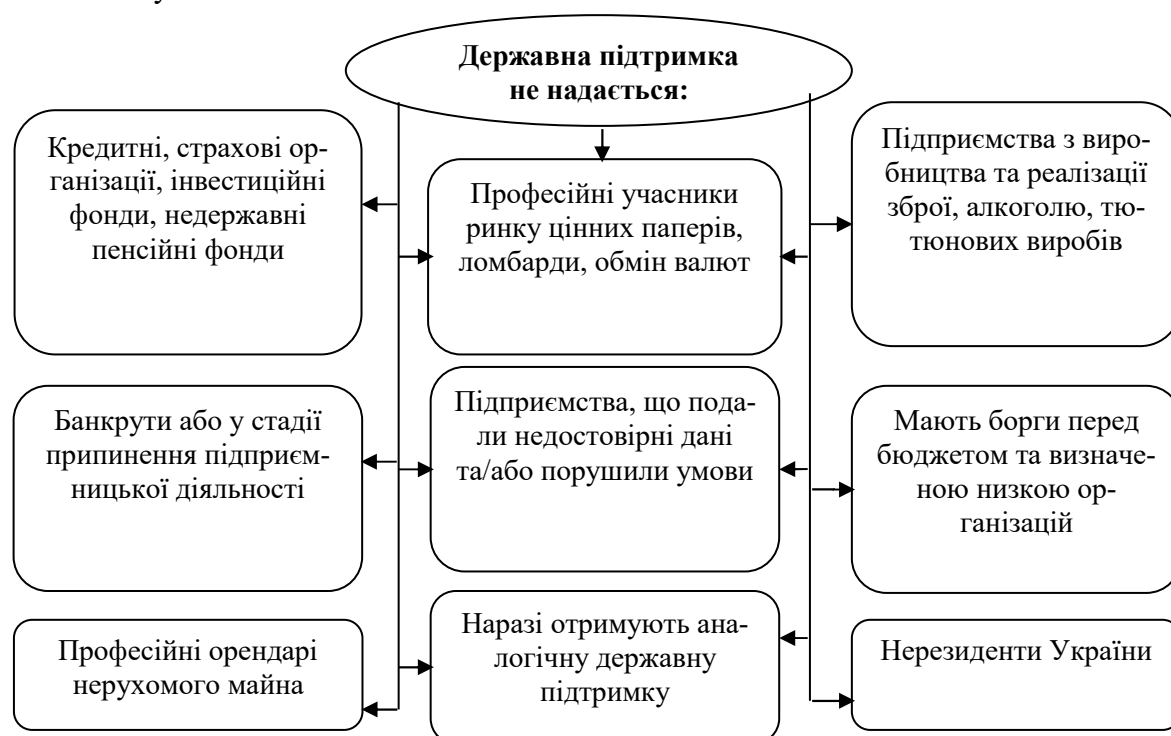 Державна підтримка
не надається:
Кредитні, страхові ор-
ганізації, інвестиційні
фонди, недержавні
пенсійні фонди
Професійні учасники
ринку цінних паперів,
ломбарди, обмін валют
Підприємства з виро-
бництва та реалізації
зброї, алкоголю, тю-
тюнових виробів
Банкрути або у стадії
припинення підприєм-
ницької діяльності
Підприємства, що пода-
ли недостовірні дані
та/або порушили умови
Мають борги перед
бюджетом та визначе-
ною низкою ор-
ганізацій
Професійні орендарі
нерухомого майна
Наразі отримують ана-
логічну державну
підтримку
Нерезиденти України